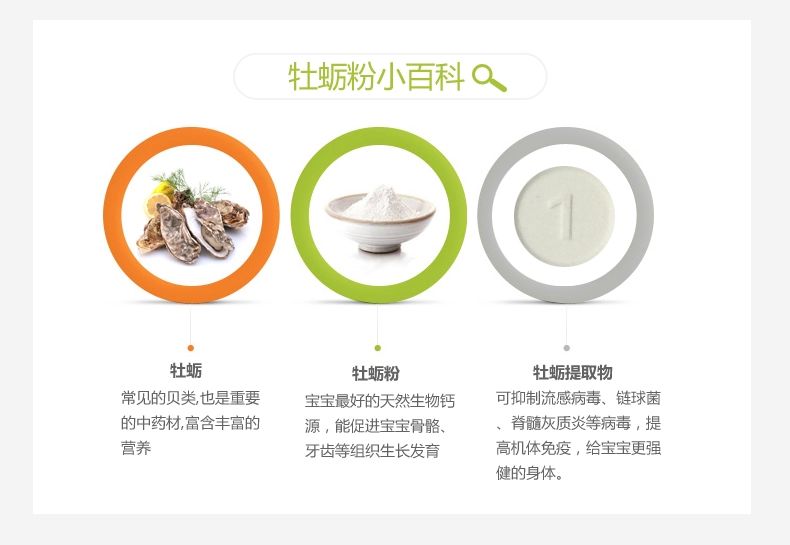 牡蛎粉小百科
1
牡蛎
常见的贝类,也是重要
的中药材,富含丰富的
营养
牡蛎粉
宝宝最好的天然生物钙
源，能促进宝宝骨骼、
牙齿等组织生长发育
牡蛎提取物
可抑制流感病毒、链球菌
、脊髓灰质炎等病毒，提
高机体免疫，给宝宝更强
健的身体。